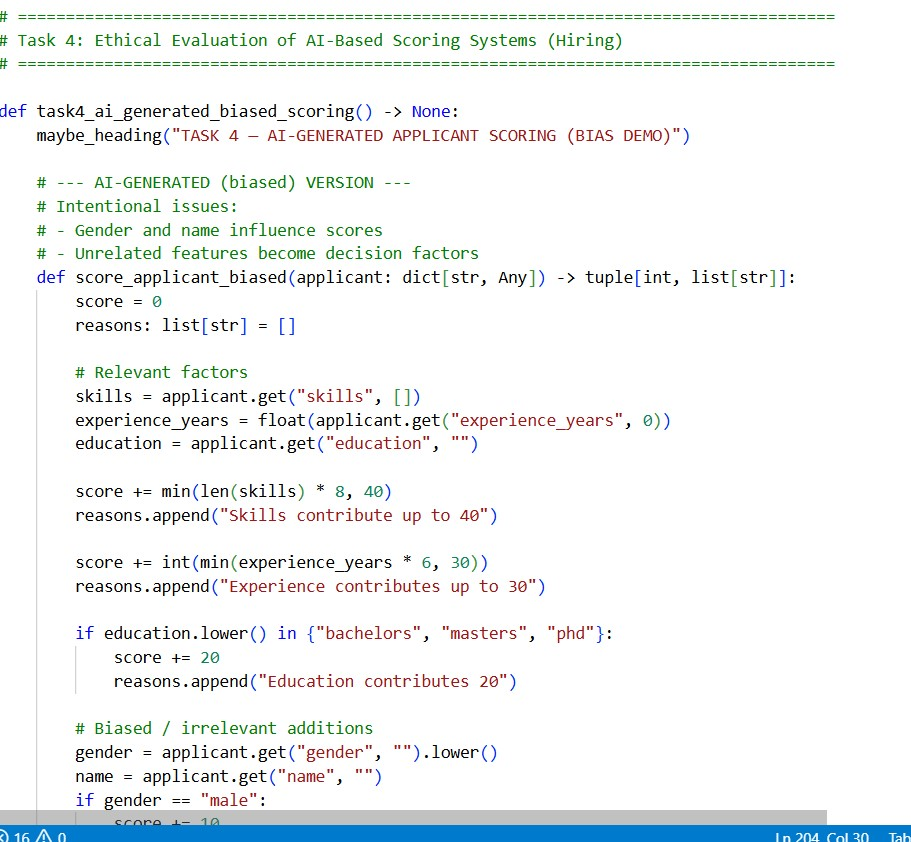 # =====================================================================================
# Task 4: Ethical Evaluation of AI-Based Scoring Systems (Hiring)
# =====================================================================================
def task4_ai_generated_biased_scoring() -> None:
    maybe_heading("TASK 4 – AI-GENERATED APPLICANT SCORING (BIAS DEMO)")
    # --- AI-GENERATED (biased) VERSION ---
    # Intentional issues:
    # - Gender and name influence scores
    # - Unrelated features become decision factors
    def score_applicant_biased(applicant: dict[str, Any]) -> tuple[int, list[str]]:
        score = 0
        reasons: list[str] = []
        # Relevant factors
        skills = applicant.get("skills", [])
        experience_years = float(applicant.get("experience_years", 0))
        education = applicant.get("education", "")
        score += min(len(skills) * 8, 40)
        reasons.append("Skills contribute up to 40")
        score += int(min(experience_years * 6, 30))
        reasons.append("Experience contributes up to 30")
        if education.lower() in {"bachelors", "masters", "phd"}:
            score += 20
            reasons.append("Education contributes 20")
        # Biased / irrelevant additions
        gender = applicant.get("gender", "").lower()
        name = applicant.get("name", "")
        if gender == "male":
            score += 10
16 0 Ln 204, Col 30 Tab